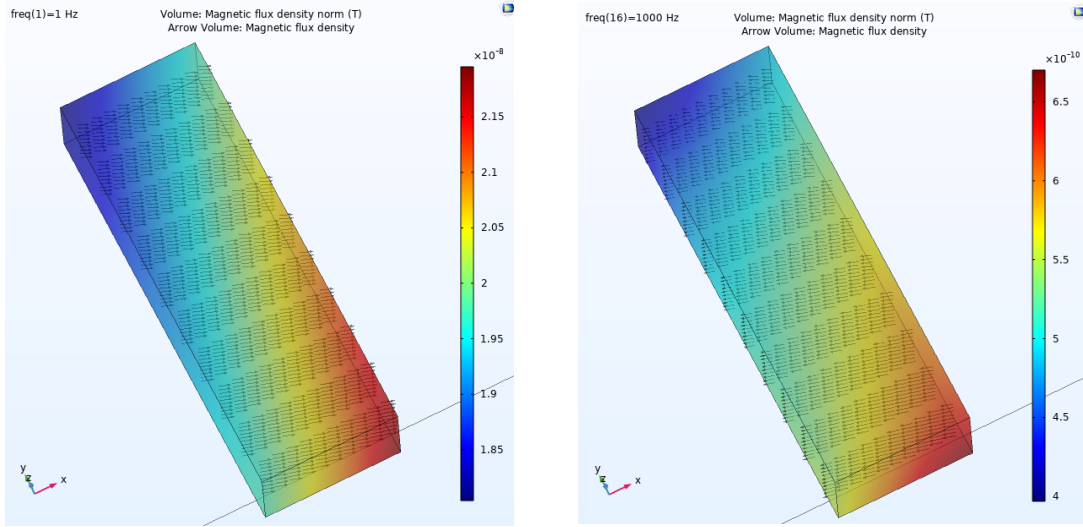 freq(1)=1 Hz
Volume: Magnetic flux density norm (T)
Arrow Volume: Magnetic flux density
×10⁻⁸
2.15
2.1
2.05
2
1.95
1.9
1.85
y
z
x
freq(16)=1000 Hz
Volume: Magnetic flux density norm (T)
Arrow Volume: Magnetic flux density
×10⁻¹⁰
6.5
6
5.5
5
4.5
4
y
z
x